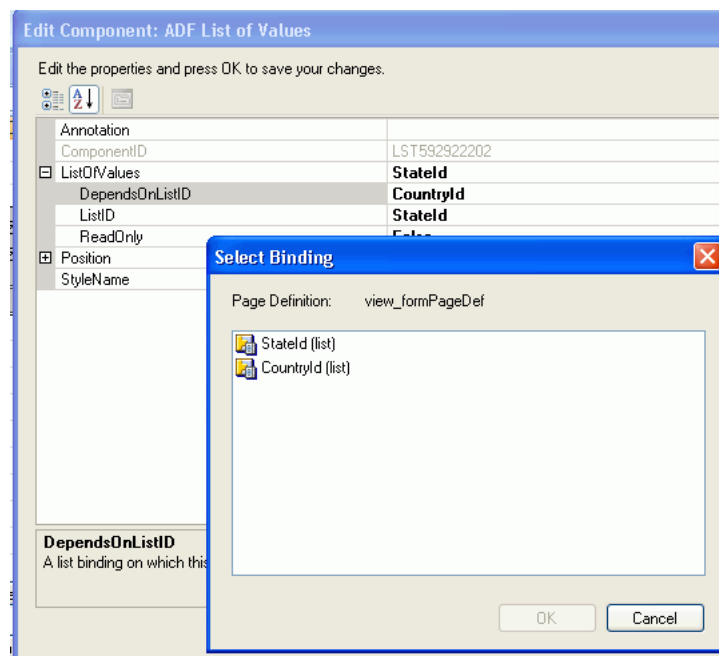 Edit Component: ADF List of Values
Edit the properties and press OK to save your changes.
Annotation
ComponentID LST592922202
ListOfValues StateId
DependsOnListID CountryId
ListID StateId
ReadOnly False
Position
StyleName
Select Binding
Page Definition: view_formPageDef
StateId (list)
CountryId (list)
DependsOnListID
A list binding on which this
OK Cancel